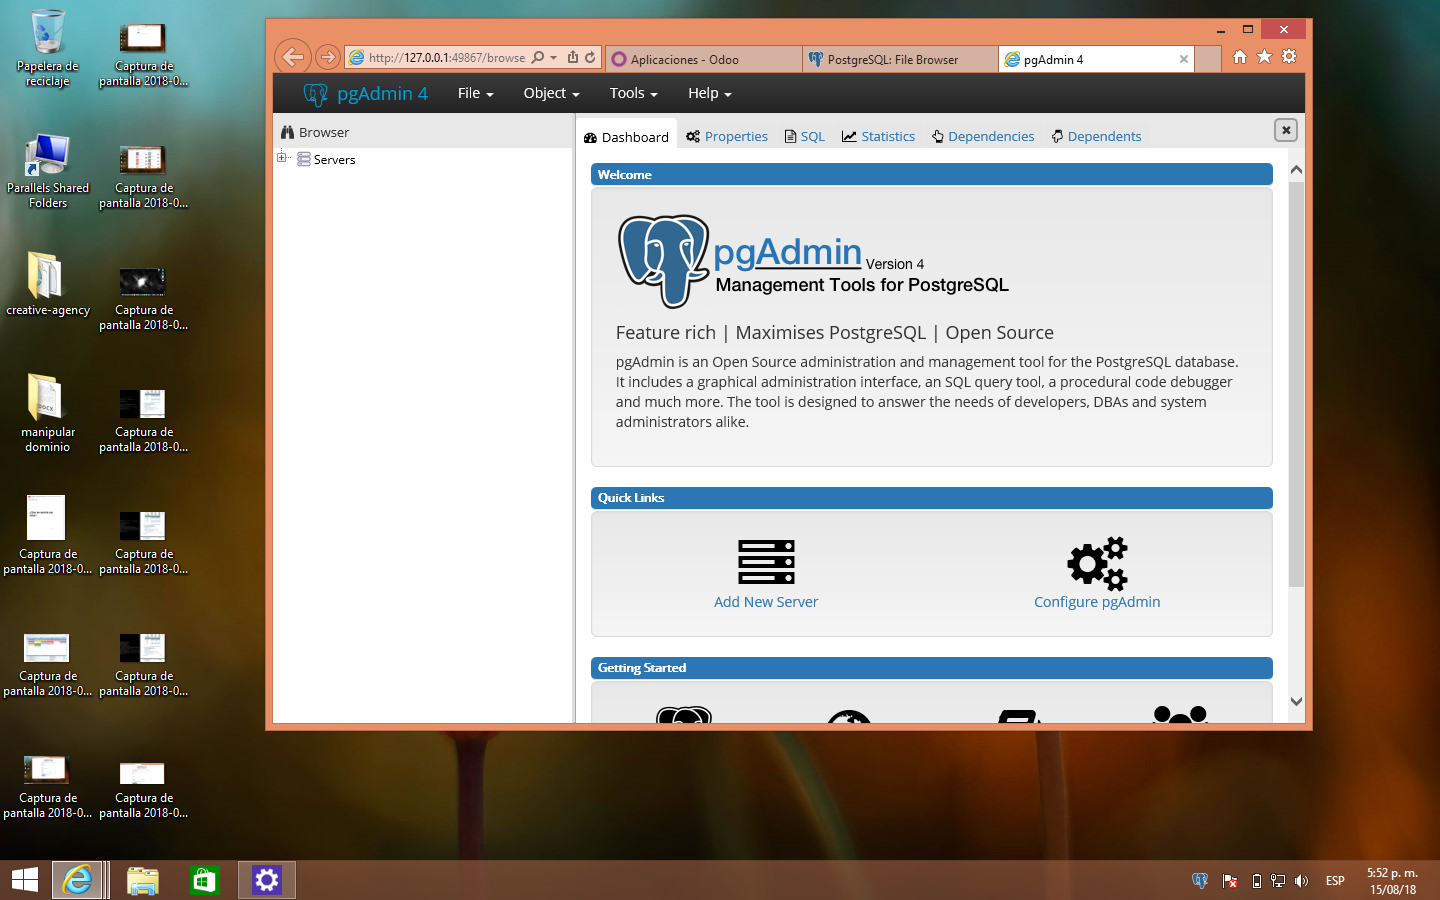 Papelera de
reciclaje
Captura de
pantalla 2018-0...
Parallels Shared
Folders
Captura de
pantalla 2018-0...
creative-agency
Captura de
pantalla 2018-0...
manipular
dominio
Captura de
pantalla 2018-0...
Captura de
pantalla 2018-0...
Captura de
pantalla 2018-0...
Captura de
pantalla 2018-0...
Captura de
pantalla 2018-0...
Captura de
pantalla 2018-0...
Captura de
pantalla 2018-0...
http://127.0.0.1:49867/browse
Aplicaciones - Odoo
PostgreSQL: File Browser
pgAdmin 4
pgAdmin 4
File
Object
Tools
Help
Browser
Servers
Dashboard
Properties
SQL
Statistics
Dependencies
Dependents
Welcome
pgAdmin Version 4
Management Tools for PostgreSQL
Feature rich | Maximises PostgreSQL | Open Source
pgAdmin is an Open Source administration and management tool for the PostgreSQL database.
It includes a graphical administration interface, an SQL query tool, a procedural code debugger
and much more. The tool is designed to answer the needs of developers, DBAs and system
administrators alike.
Quick Links
Add New Server
Configure pgAdmin
Getting Started
ESP
5:52 p. m.
15/08/18